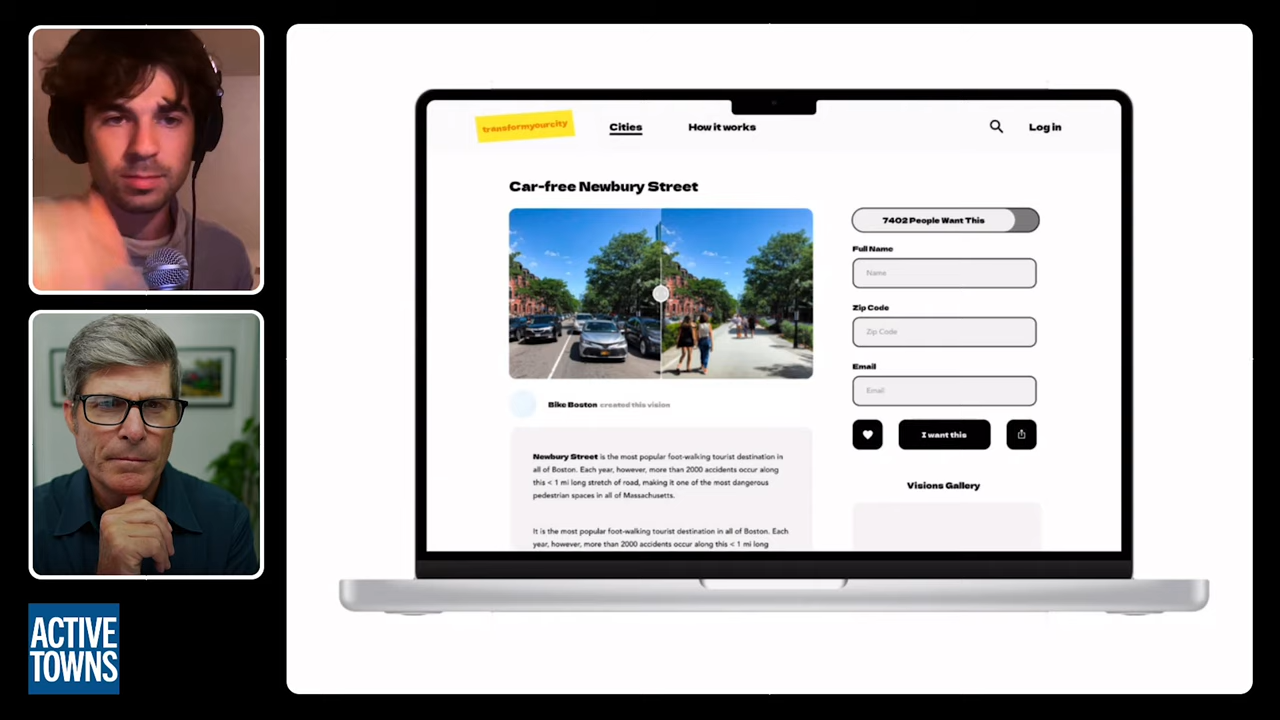 transformyourcity
Cities
How it works
Log in
Car-free Newbury Street
7402 People Want This
Full Name
Name
Zip Code
Zip Code
Email
Email
I want this
Bike Boston created this vision
Newbury Street is the most popular foot-walking tourist destination in
all of Boston. Each year, however, more than 2000 accidents occur along
this < 1 mi long stretch of road, making it one of the most dangerous
pedestrian spaces in all of Massachusetts.
It is the most popular foot-walking tourist destination in all of Boston. Each
year, however, more than 2000 accidents occur along this < 1 mi long
Visions Gallery
ACTIVE
TOWNS